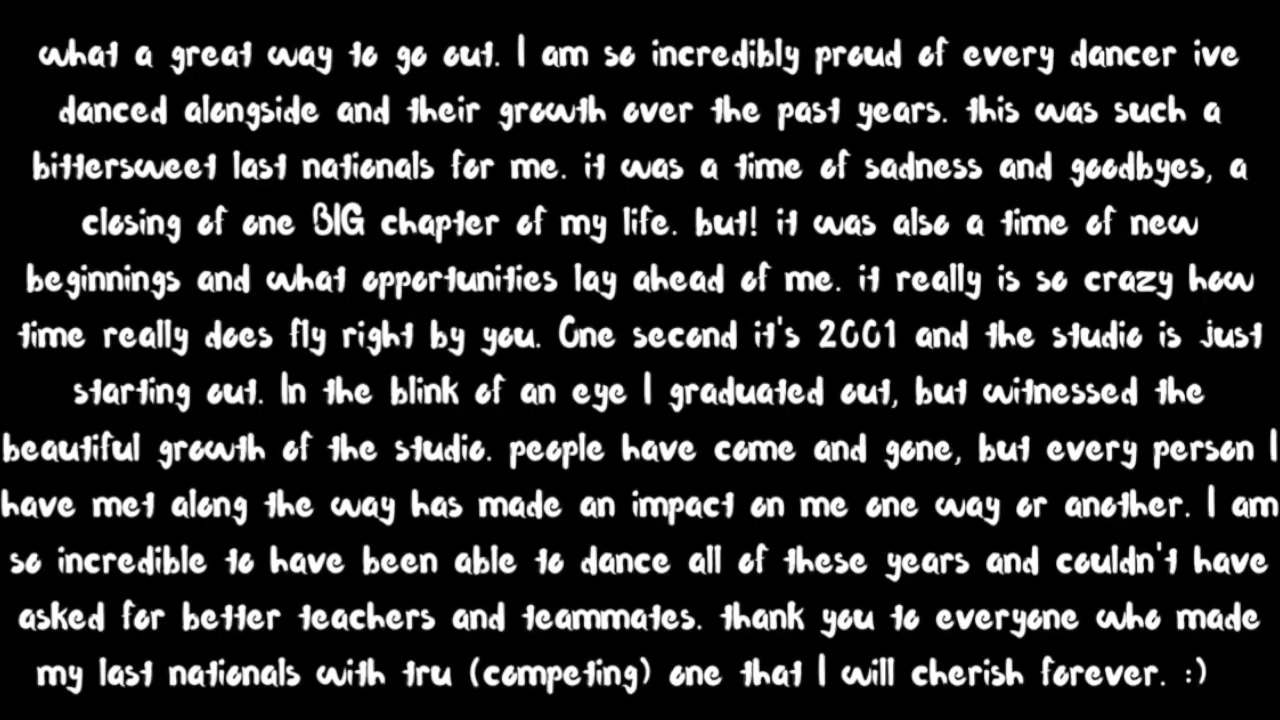 what a great way to go out. I am so incredibly proud of every dancer ive
danced alongside and their growth over the past years. this was such a
bittersweet last nationals for me. it was a time of sadness and goodbyes, a
closing of one BIG chapter of my life. but! it was also a time of new
beginnings and what opportunities lay ahead of me. it really is so crazy how
time really does fly right by you. One second it's 2001 and the studio is just
starting out. In the blink of an eye I graduated out, but witnessed the
beautiful growth of the studio. people have come and gone, but every person I
have met along the way has made an impact on me one way or another. I am
so incredible to have been able to dance all of these years and couldn't have
asked for better teachers and teammates. thank you to everyone who made
my last nationals with tru (competing) one that I will cherish forever. :)